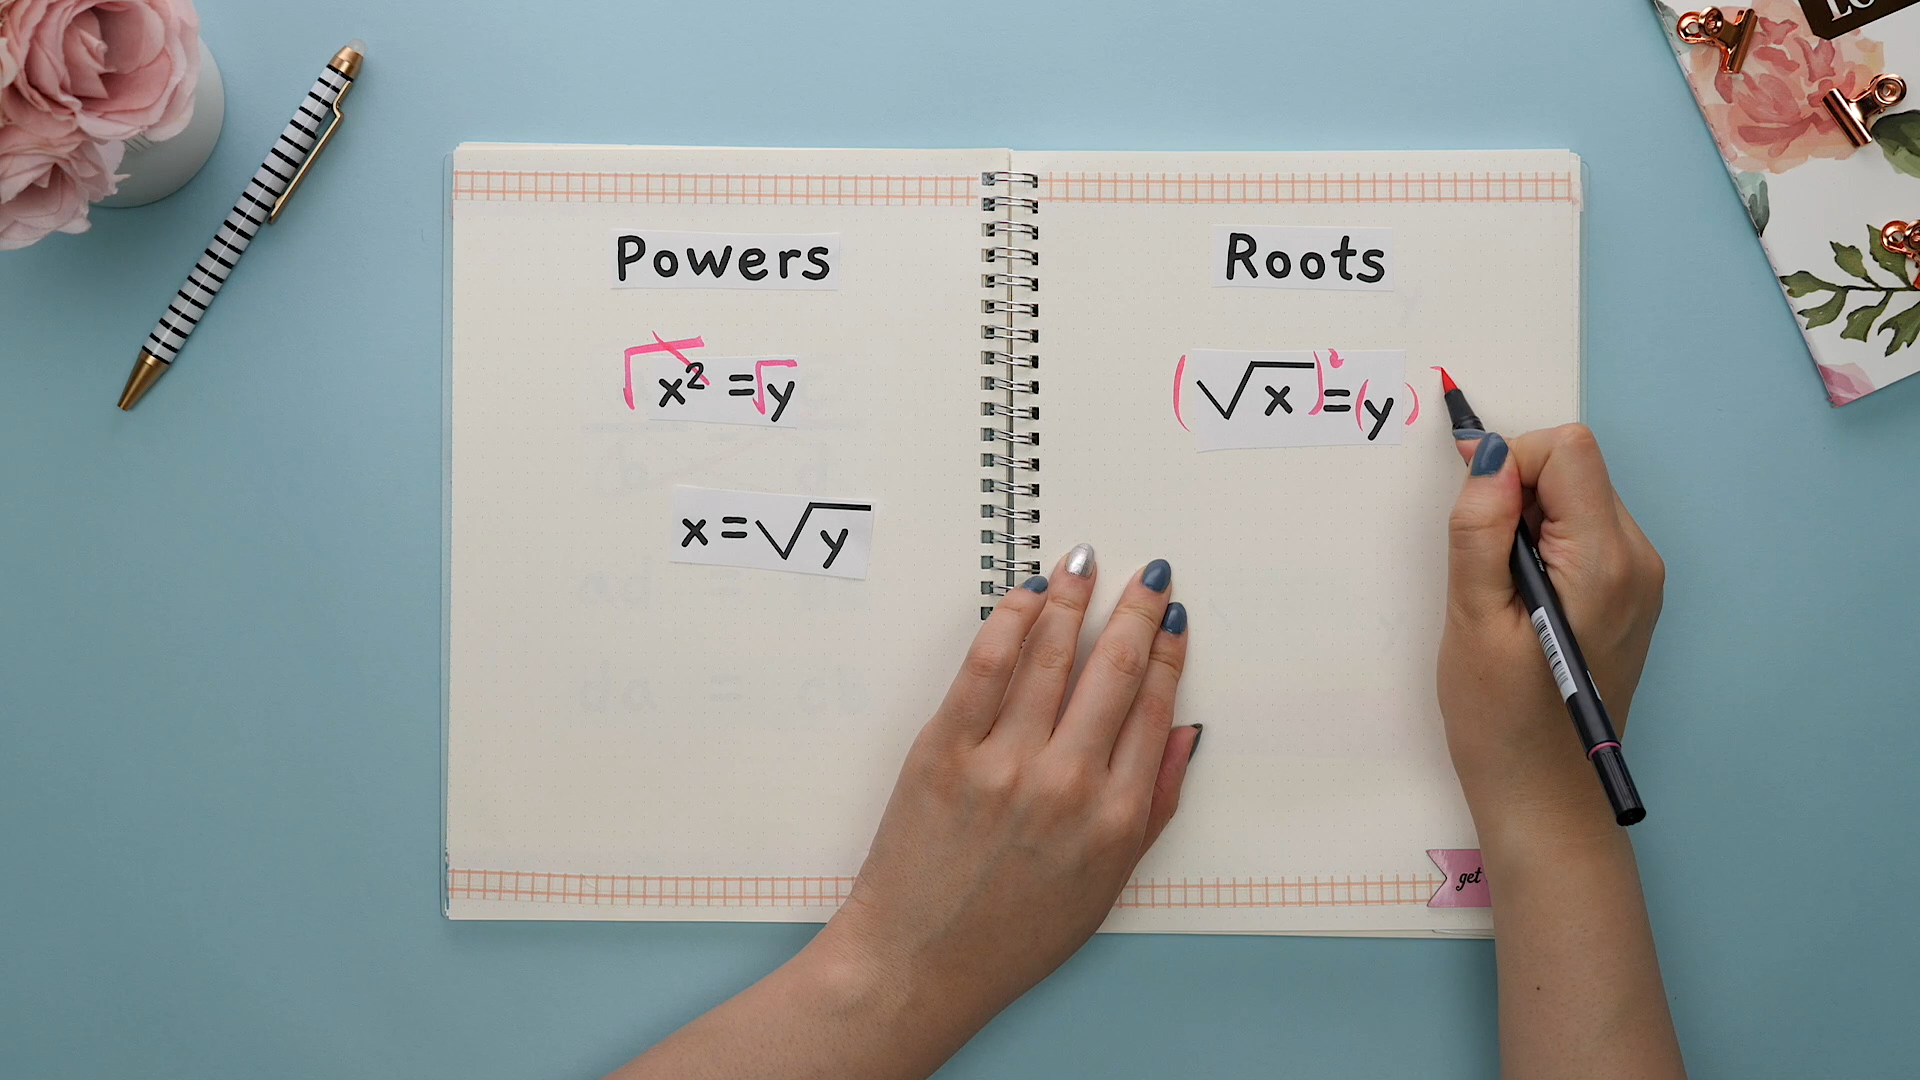 Powers
√x² = √y
x = √y
Roots
(√x)² = (y)
get